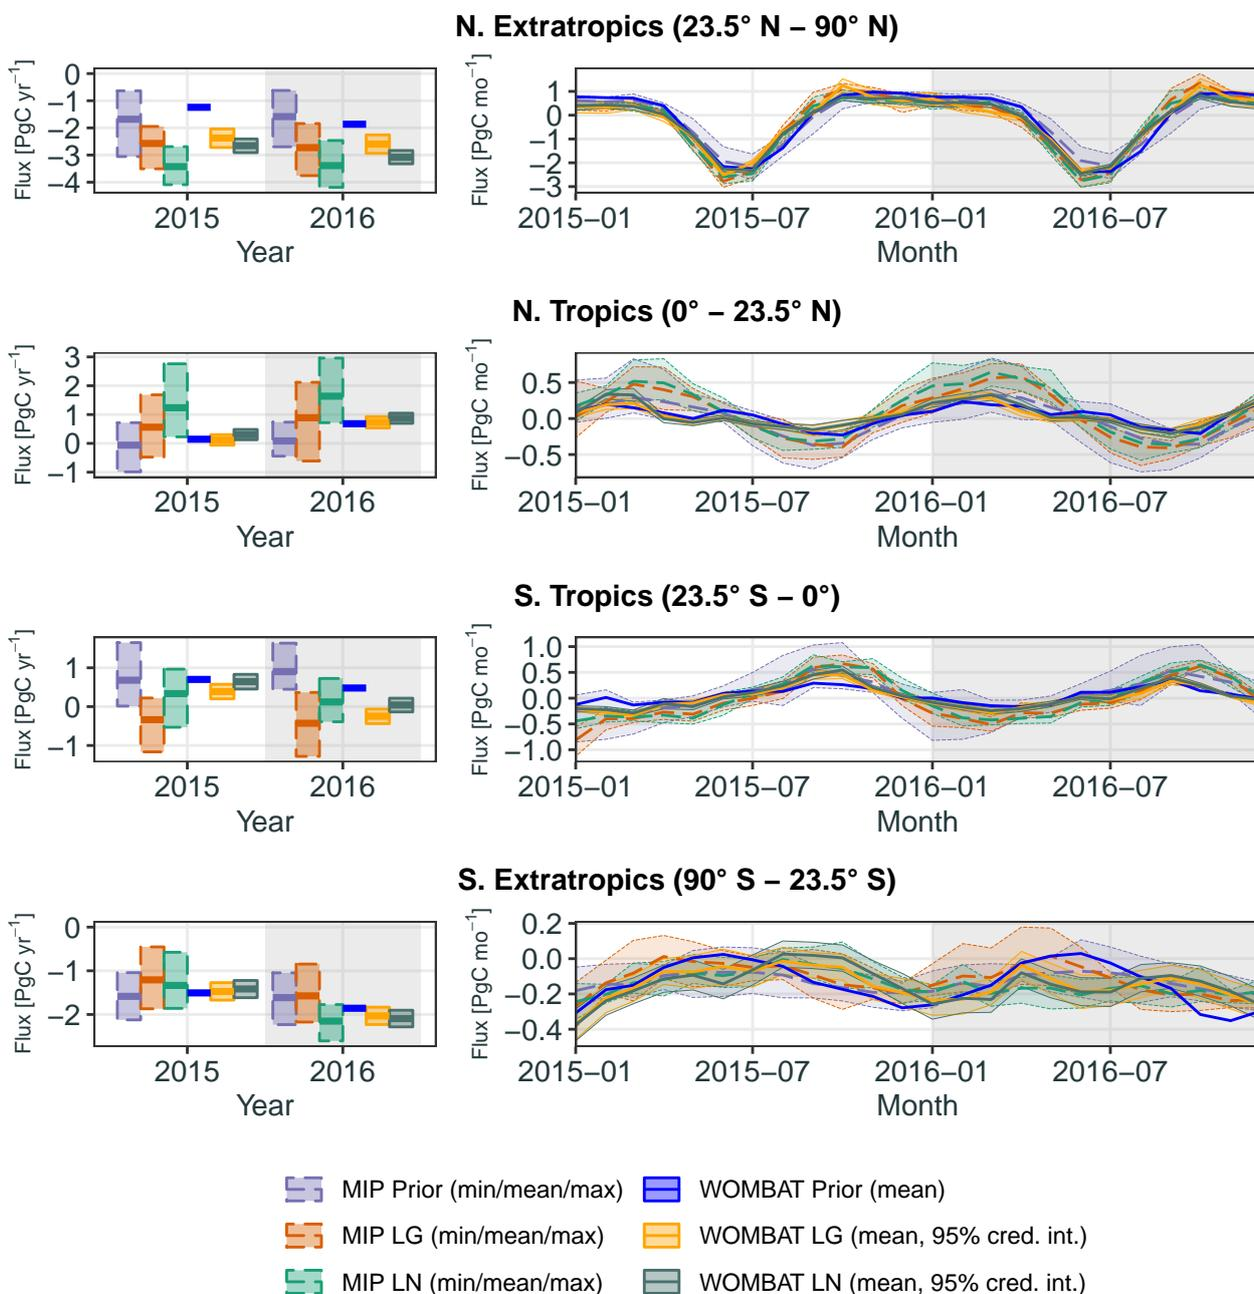 N. Extratropics (23.5° N – 90° N)
Flux [PgC yr⁻¹]
0
−1
−2
−3
−4
2015 2016
Year
Flux [PgC mo⁻¹]
1
0
−1
−2
−3
2015−01 2015−07 2016−01 2016−07
Month
N. Tropics (0° – 23.5° N)
Flux [PgC yr⁻¹]
3
2
1
0
−1
2015 2016
Year
Flux [PgC mo⁻¹]
0.5
0.0
−0.5
2015−01 2015−07 2016−01 2016−07
Month
S. Tropics (23.5° S – 0°)
Flux [PgC yr⁻¹]
1
0
−1
2015 2016
Year
Flux [PgC mo⁻¹]
1.0
0.5
0.0
−0.5
−1.0
2015−01 2015−07 2016−01 2016−07
Month
S. Extratropics (90° S – 23.5° S)
Flux [PgC yr⁻¹]
0
−1
−2
2015 2016
Year
Flux [PgC mo⁻¹]
0.2
0.0
−0.2
−0.4
2015−01 2015−07 2016−01 2016−07
Month
MIP Prior (min/mean/max) WOMBAT Prior (mean)
MIP LG (min/mean/max) WOMBAT LG (mean, 95% cred. int.)
MIP LN (min/mean/max) WOMBAT LN (mean, 95% cred. int.)